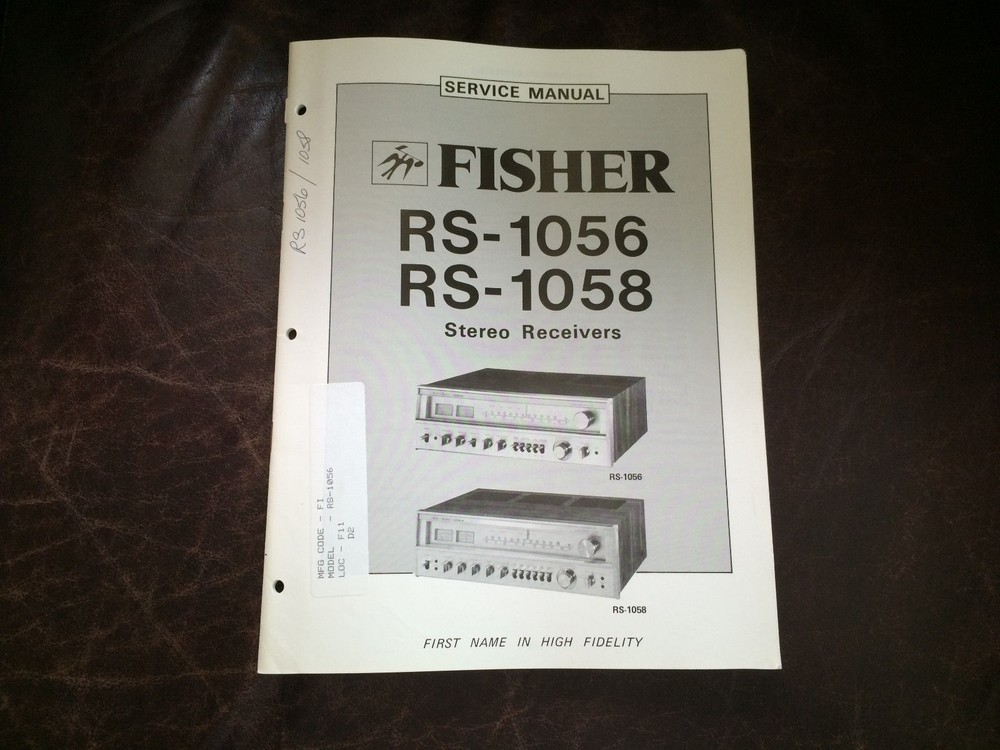 SERVICE MANUAL
FISHER
RS-1056
RS-1058
Stereo Receivers
RS-1056
RS-1058
FIRST NAME IN HIGH FIDELITY
RS 1056 / 1058
MFG CODE - FI
MODEL - RS-1056
LOC - F11
D2